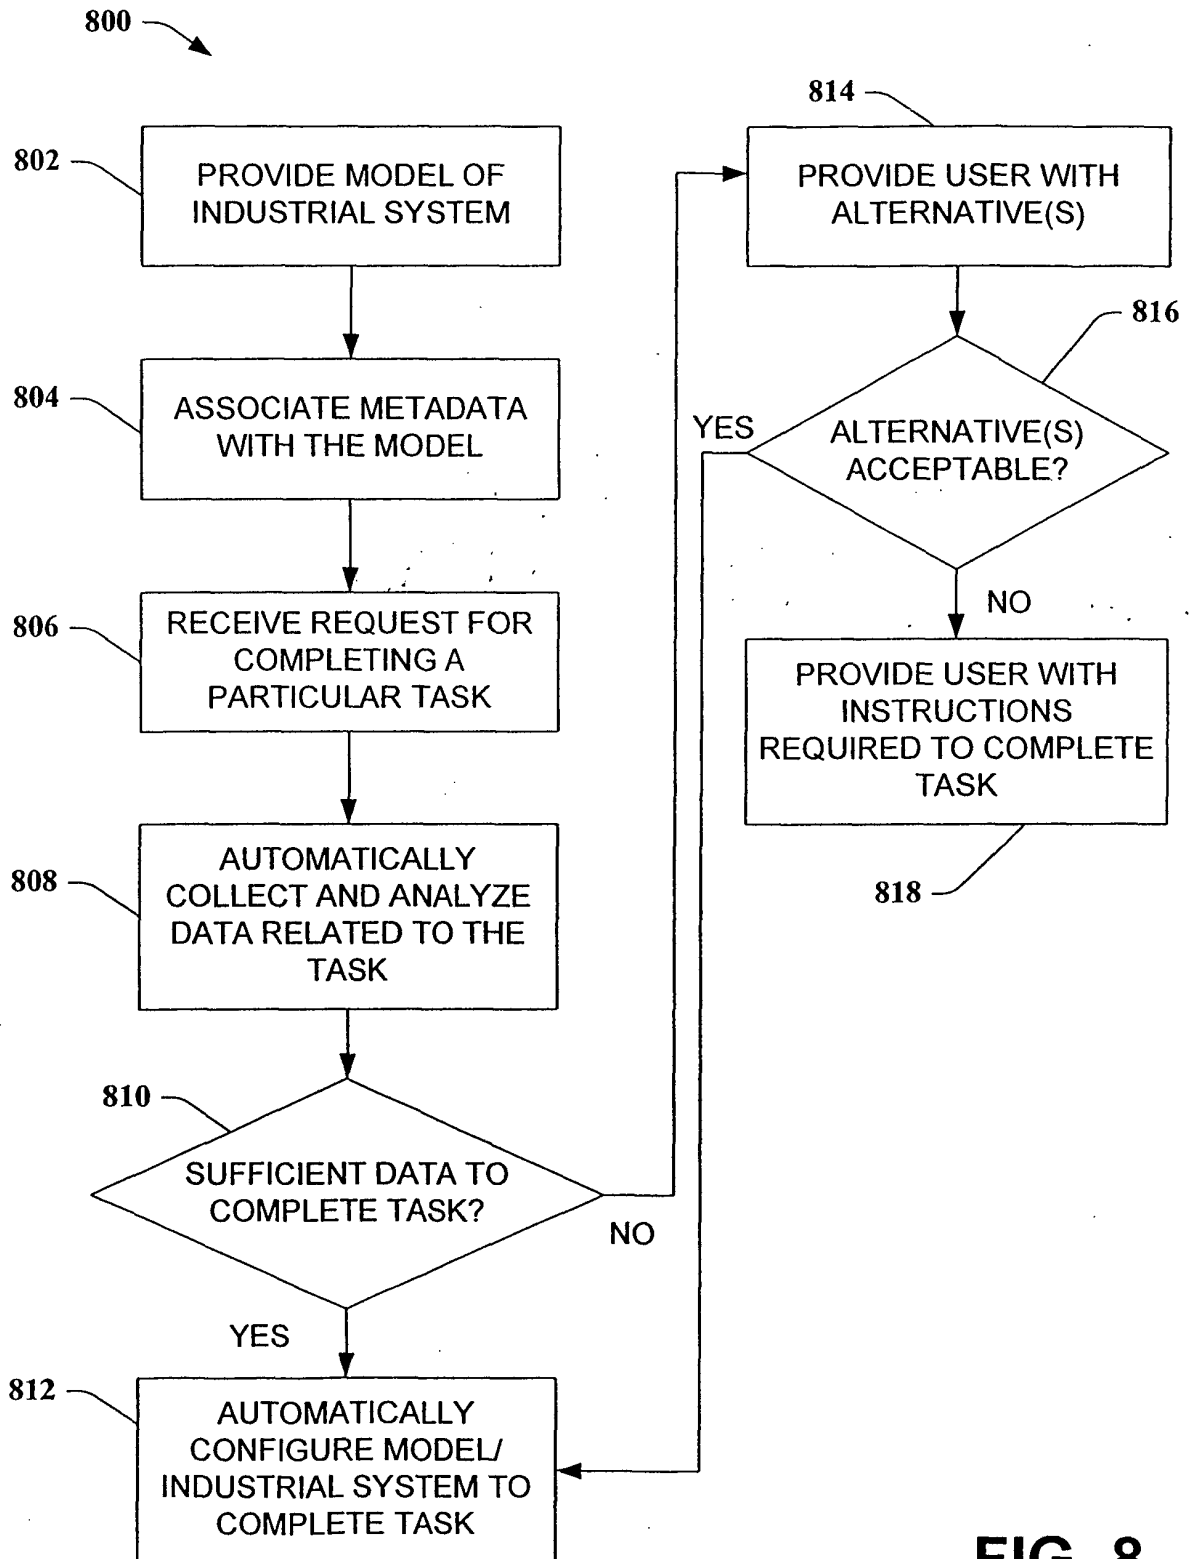 800
802
PROVIDE MODEL OF
INDUSTRIAL SYSTEM
804
ASSOCIATE METADATA
WITH THE MODEL
806
RECEIVE REQUEST FOR
COMPLETING A
PARTICULAR TASK
808
AUTOMATICALLY
COLLECT AND ANALYZE
DATA RELATED TO THE
TASK
810
SUFFICIENT DATA TO
COMPLETE TASK?
NO
YES
812
AUTOMATICALLY
CONFIGURE MODEL/
INDUSTRIAL SYSTEM TO
COMPLETE TASK
814
PROVIDE USER WITH
ALTERNATIVE(S)
816
YES
ALTERNATIVE(S)
ACCEPTABLE?
NO
PROVIDE USER WITH
INSTRUCTIONS
REQUIRED TO COMPLETE
TASK
818
FIG. 8